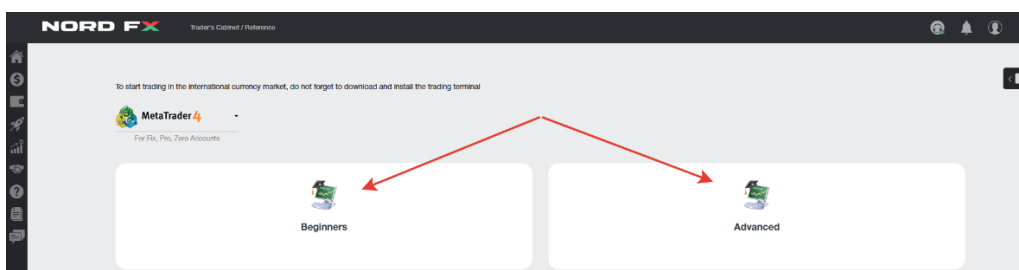 NORD FX
Trader's Cabinet / Reference
To start trading in the international currency market, do not forget to download and install the trading terminal
MetaTrader 4
For Fix, Pro, Zero Accounts
Beginners
Advanced